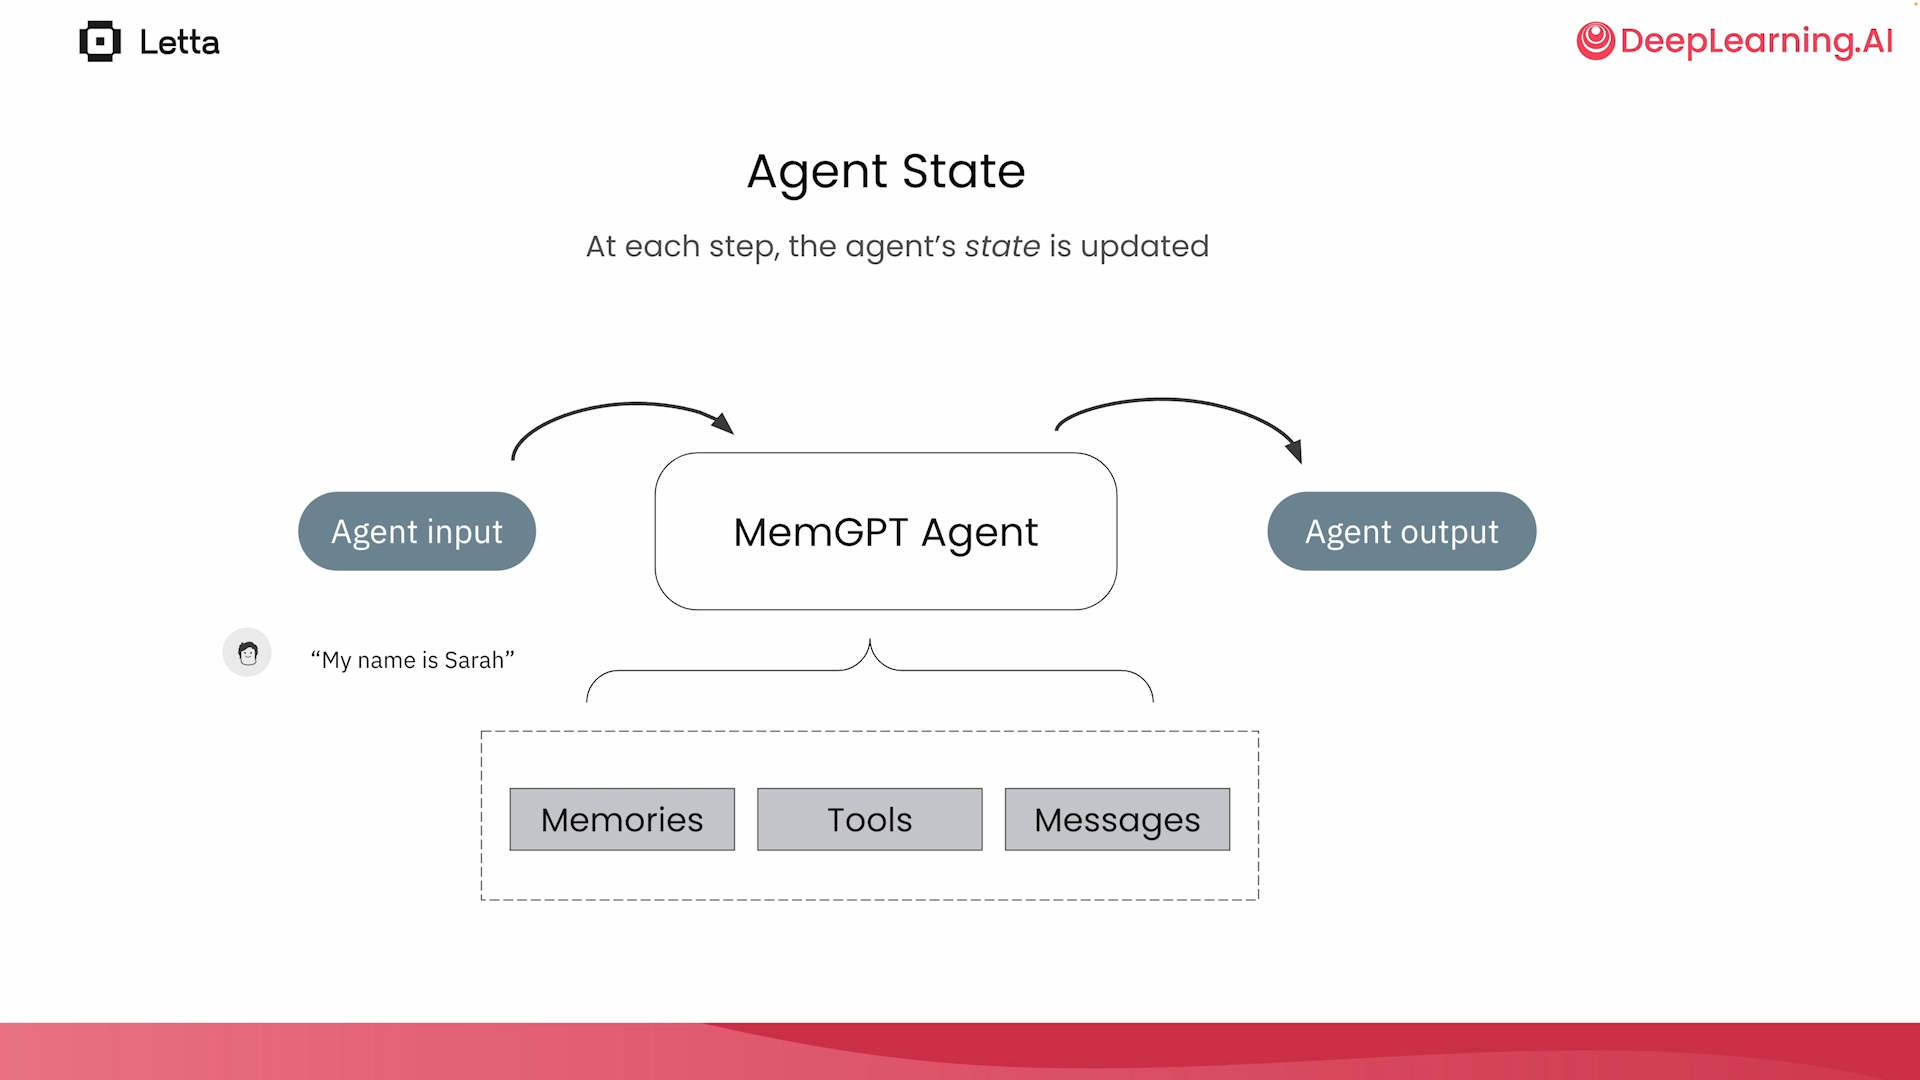 Letta
DeepLearning.AI
Agent State
At each step, the agent’s state is updated
Agent input
MemGPT Agent
Agent output
“My name is Sarah”
Memories
Tools
Messages